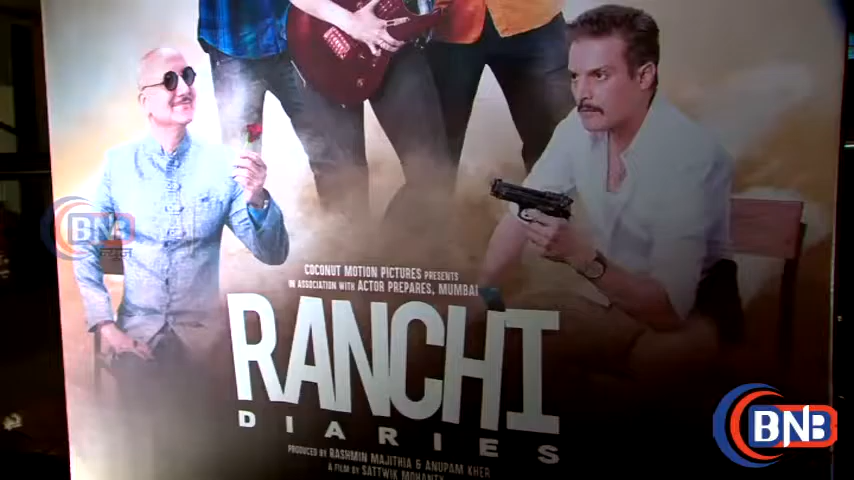 BNB
न्यूज़
COCONUT MOTION PICTURES PRESENTS
IN ASSOCIATION WITH ACTOR PREPARES, MUMBAI
RANCHI
DIARIES
PRODUCED BY RASHMIN MAJITHIA & ANUPAM KHER
A FILM BY SATTWIK MOHANTY
BNB